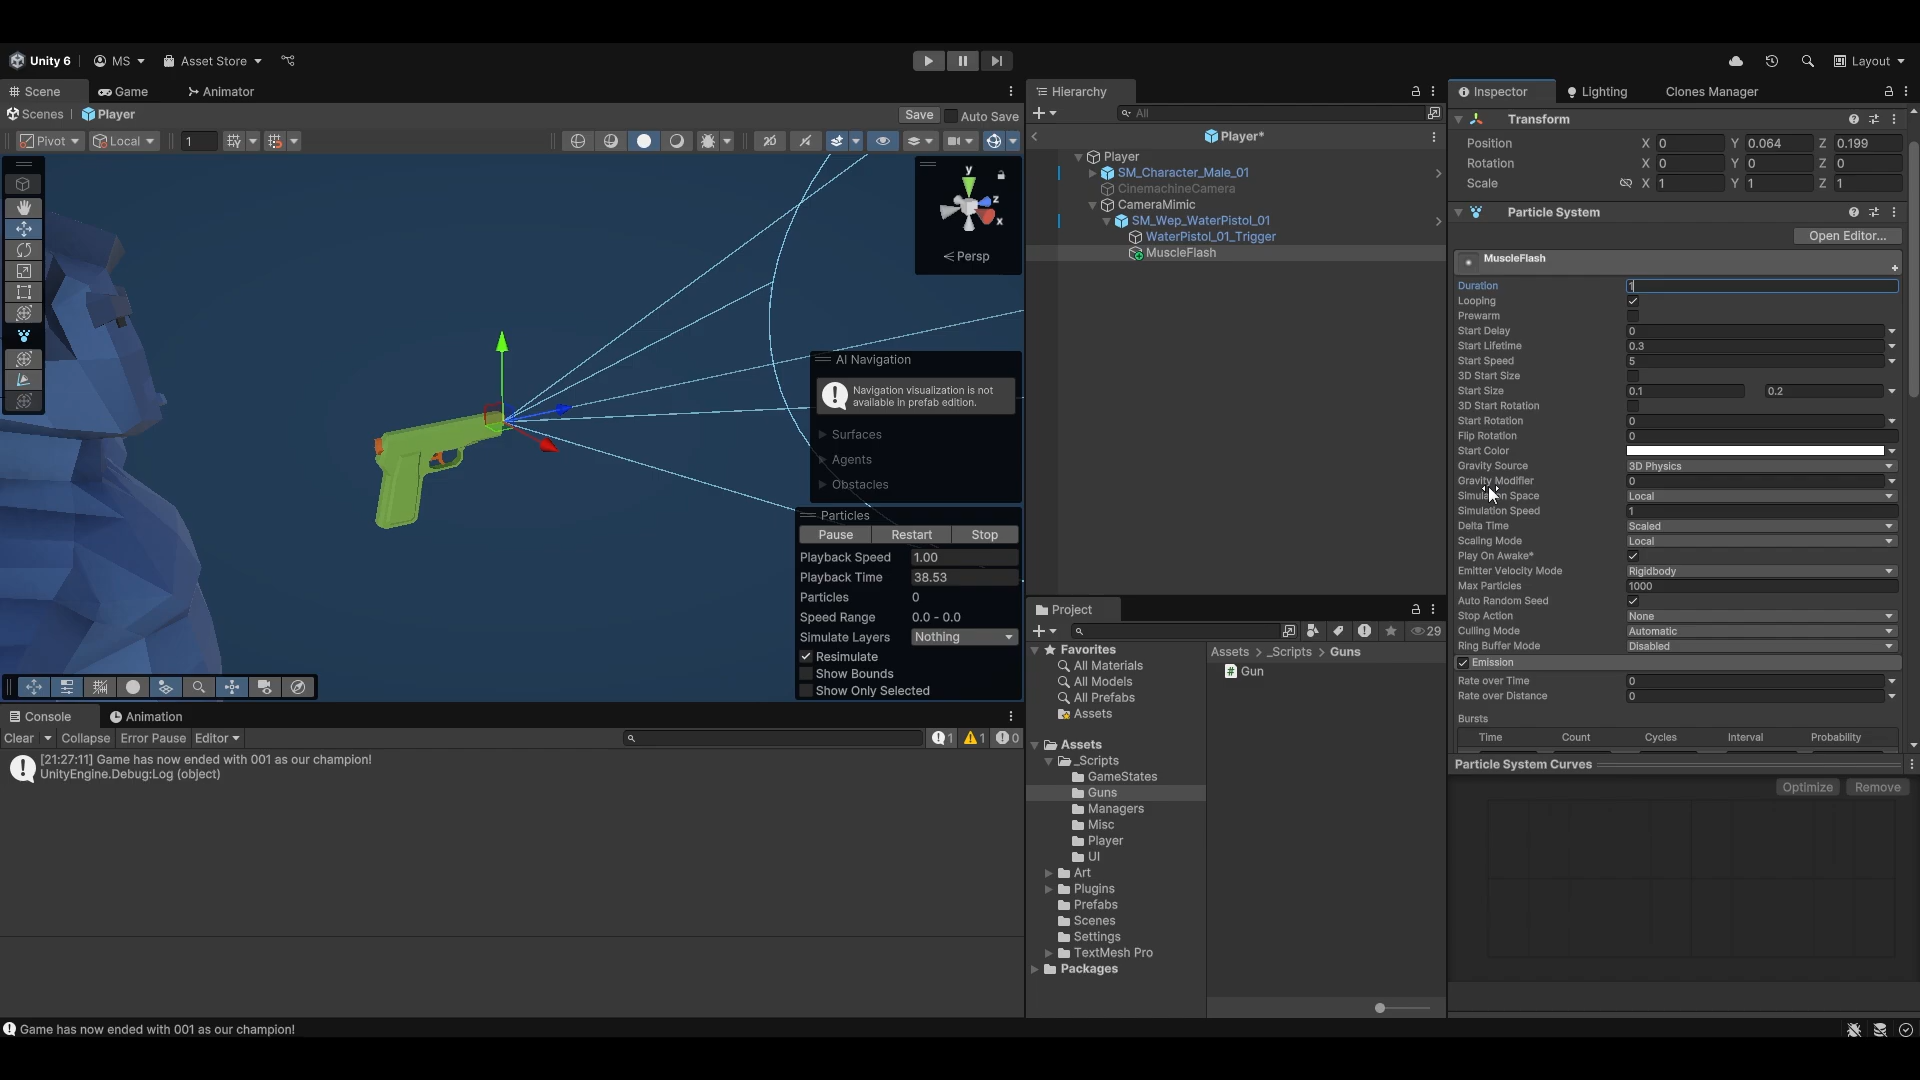 Unity 6
MS
Asset Store
Layout
Scene
Game
Animator
Scenes
Player
Save
Auto Save
Pivot
Local
1
2D
y
z
x
Persp
AI Navigation
Navigation visualization is not
available in prefab edition.
Surfaces
Agents
Obstacles
Particles
Pause
Restart
Stop
Playback Speed 1.00
Playback Time 38.53
Particles 0
Speed Range 0.0 - 0.0
Simulate Layers Nothing
Resimulate
Show Bounds
Show Only Selected
Console
Animation
Clear
Collapse
Error Pause
Editor
1
1
0
[21:27:11] Game has now ended with 001 as our champion!
UnityEngine.Debug:Log (object)
Hierarchy
All
Player*
Player
SM_Character_Male_01
CinemachineCamera
CameraMimic
SM_Wep_WaterPistol_01
WaterPistol_01_Trigger
MuscleFlash
Project
29
Favorites
All Materials
All Models
All Prefabs
Assets
Assets
_Scripts
GameStates
Guns
Managers
Misc
Player
UI
Art
Plugins
Prefabs
Scenes
Settings
TextMesh Pro
Packages
Assets > _Scripts > Guns
Gun
Inspector
Lighting
Clones Manager
Transform
Position X 0 Y 0.064 Z 0.199
Rotation X 0 Y 0 Z 0
Scale X 1 Y 1 Z 1
Particle System
Open Editor...
MuscleFlash
Duration 1
Looping
Prewarm
Start Delay 0
Start Lifetime 0.3
Start Speed 5
3D Start Size
Start Size 0.1 0.2
3D Start Rotation
Start Rotation 0
Flip Rotation 0
Start Color
Gravity Source 3D Physics
Gravity Modifier 0
Simulation Space Local
Simulation Speed 1
Delta Time Scaled
Scaling Mode Local
Play On Awake*
Emitter Velocity Mode Rigidbody
Max Particles 1000
Auto Random Seed
Stop Action None
Culling Mode Automatic
Ring Buffer Mode Disabled
Emission
Rate over Time 0
Rate over Distance 0
Bursts
Time Count Cycles Interval Probability
Particle System Curves
Optimize
Remove
Game has now ended with 001 as our champion!